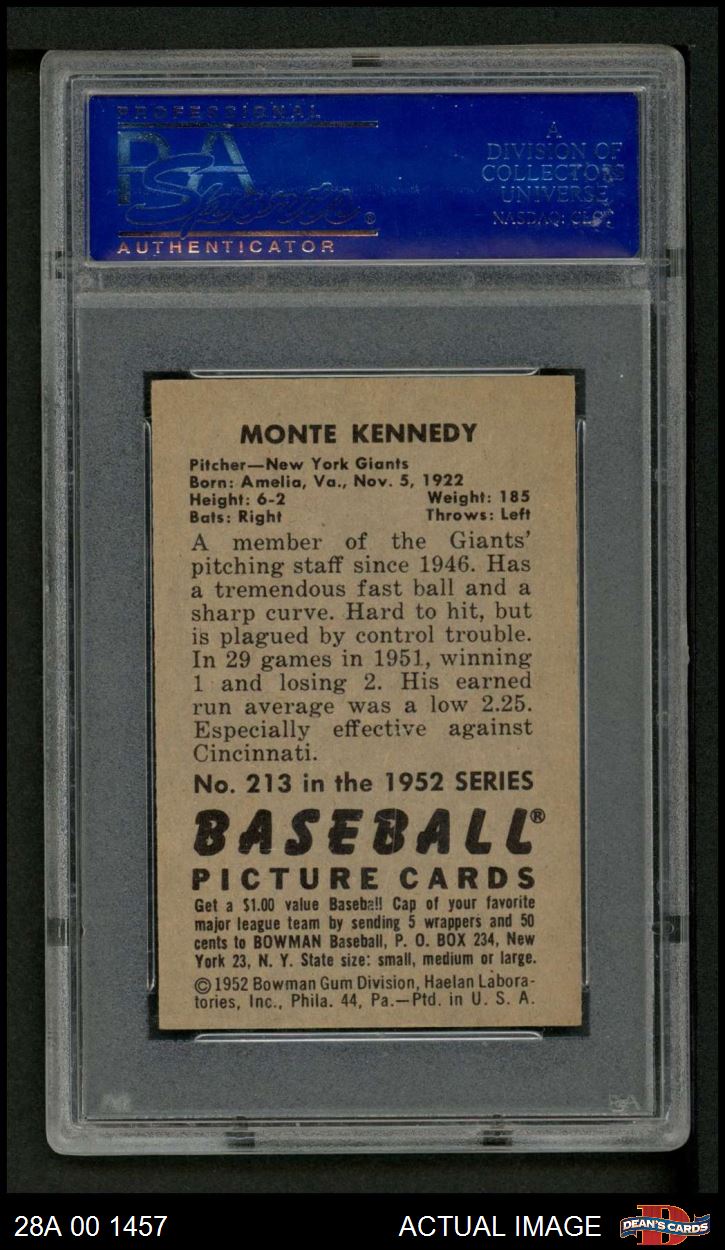 PROFESSIONAL
PSA
Sports®
AUTHENTICATOR
A
DIVISION OF
COLLECTORS
UNIVERSE
NASDAQ: CLCT
MONTE KENNEDY
Pitcher—New York Giants
Born: Amelia, Va., Nov. 5, 1922
Height: 6-2 Weight: 185
Bats: Right Throws: Left
A member of the Giants'
pitching staff since 1946. Has
a tremendous fast ball and a
sharp curve. Hard to hit, but
is plagued by control trouble.
In 29 games in 1951, winning
1 and losing 2. His earned
run average was a low 2.25.
Especially effective against
Cincinnati.
No. 213 in the 1952 SERIES
BASEBALL®
PICTURE CARDS
Get a $1.00 value Baseball Cap of your favorite
major league team by sending 5 wrappers and 50
cents to BOWMAN Baseball, P. O. BOX 234, New
York 23, N. Y. State size: small, medium or large.
©1952 Bowman Gum Division, Haelan Labora-
tories, Inc., Phila. 44, Pa.—Ptd. in U. S. A.
PSA
28A 00 1457 ACTUAL IMAGE DEAN'S CARDS